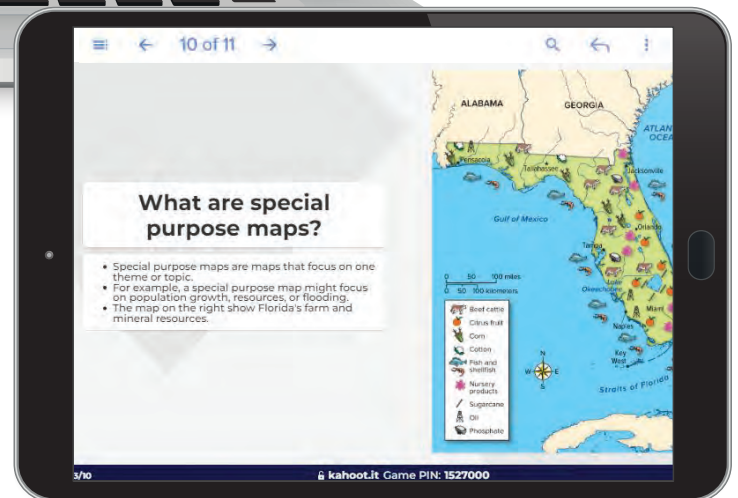 10 of 11
What are special
purpose maps?
• Special purpose maps are maps that focus on one
theme or topic.
• For example, a special purpose map might focus
on population growth, resources, or flooding.
• The map on the right show Florida's farm and
mineral resources.
ALABAMA
GEORGIA
ATLAN
OCEA
Pensacola
Tallahassee
Jacksonville
Gulf of Mexico
Orlando
Tampa
0 50 100 miles
0 50 100 kilometers
Lake
Okeechobee
Miami
Naples
Key
West
Straits of Florida
Beef cattle
Citrus fruit
Corn
Cotton
Fish and
shellfish
Nursery
products
Sugarcane
Oil
Phosphate
N
W E
S
3/10
kahoot.it Game PIN: 1527000